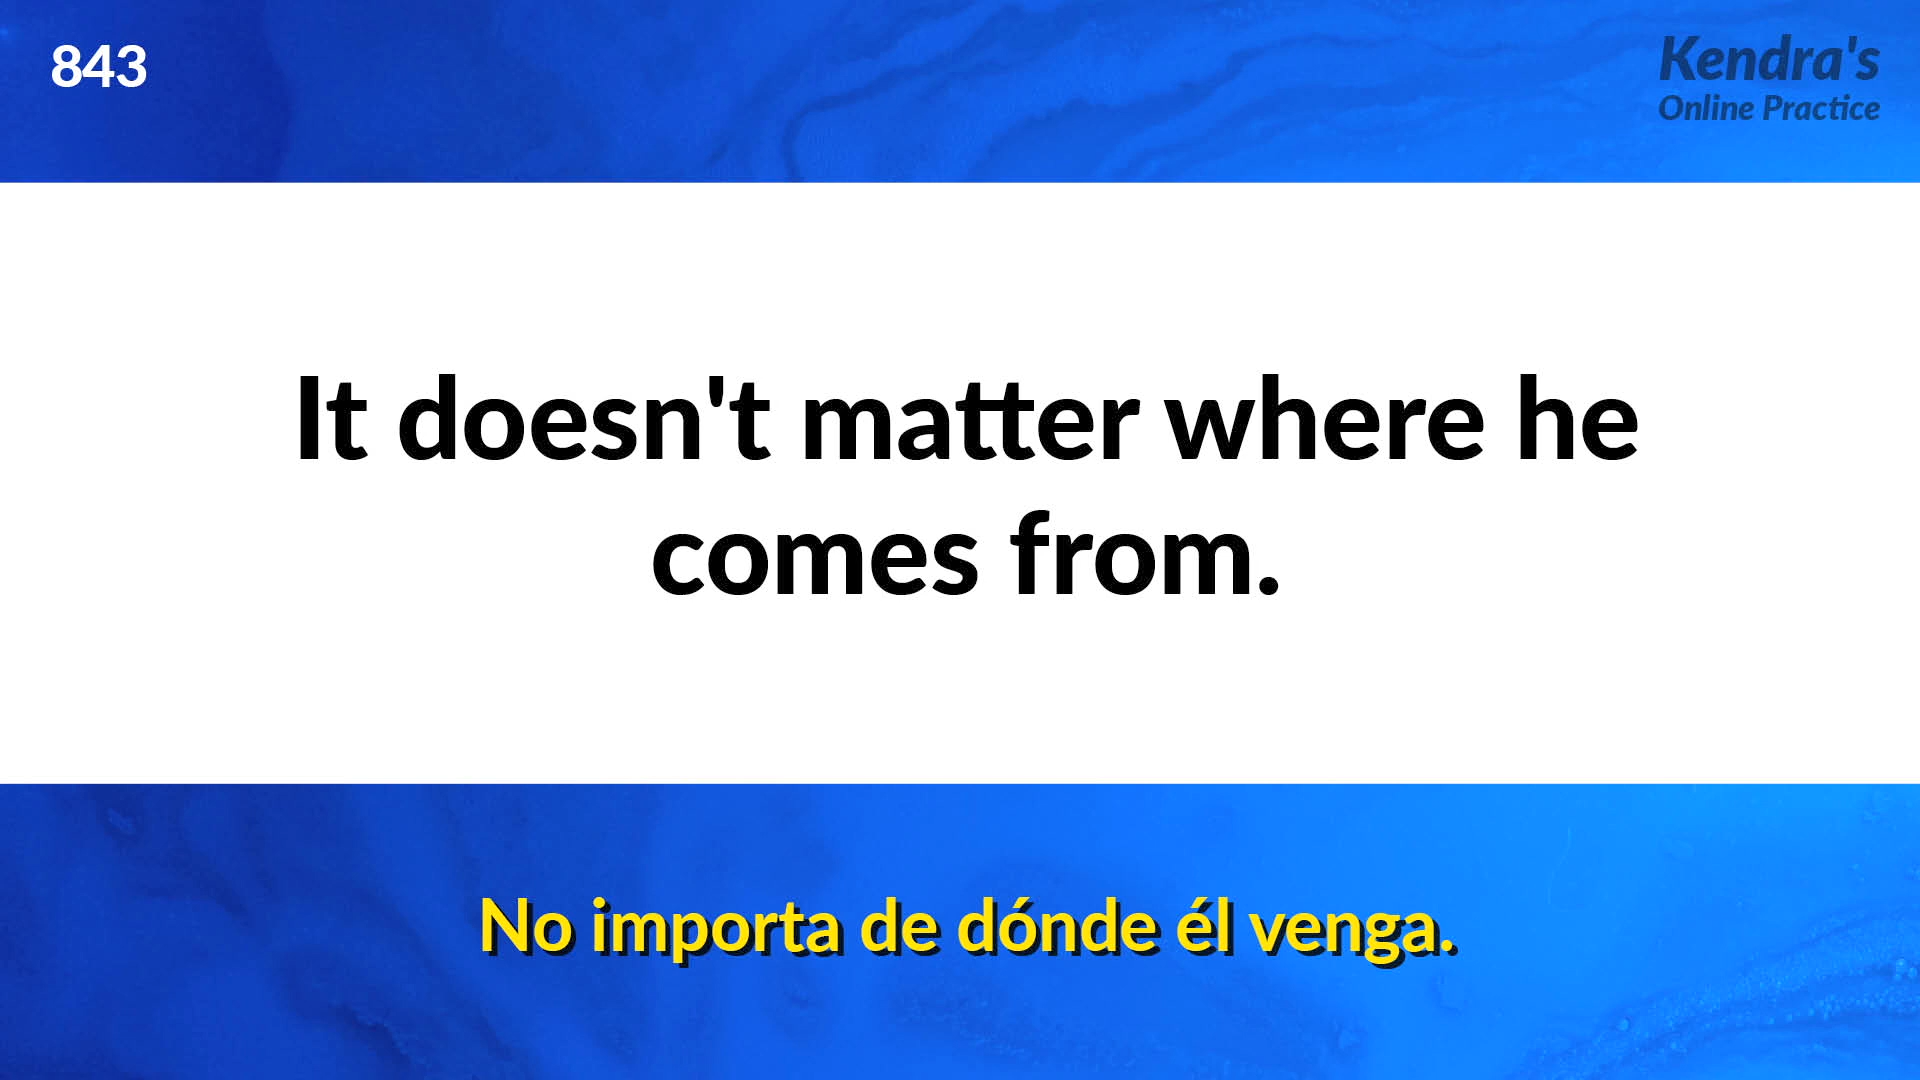 843
Kendra's
Online Practice
It doesn't matter where he
comes from.
No importa de dónde él venga.